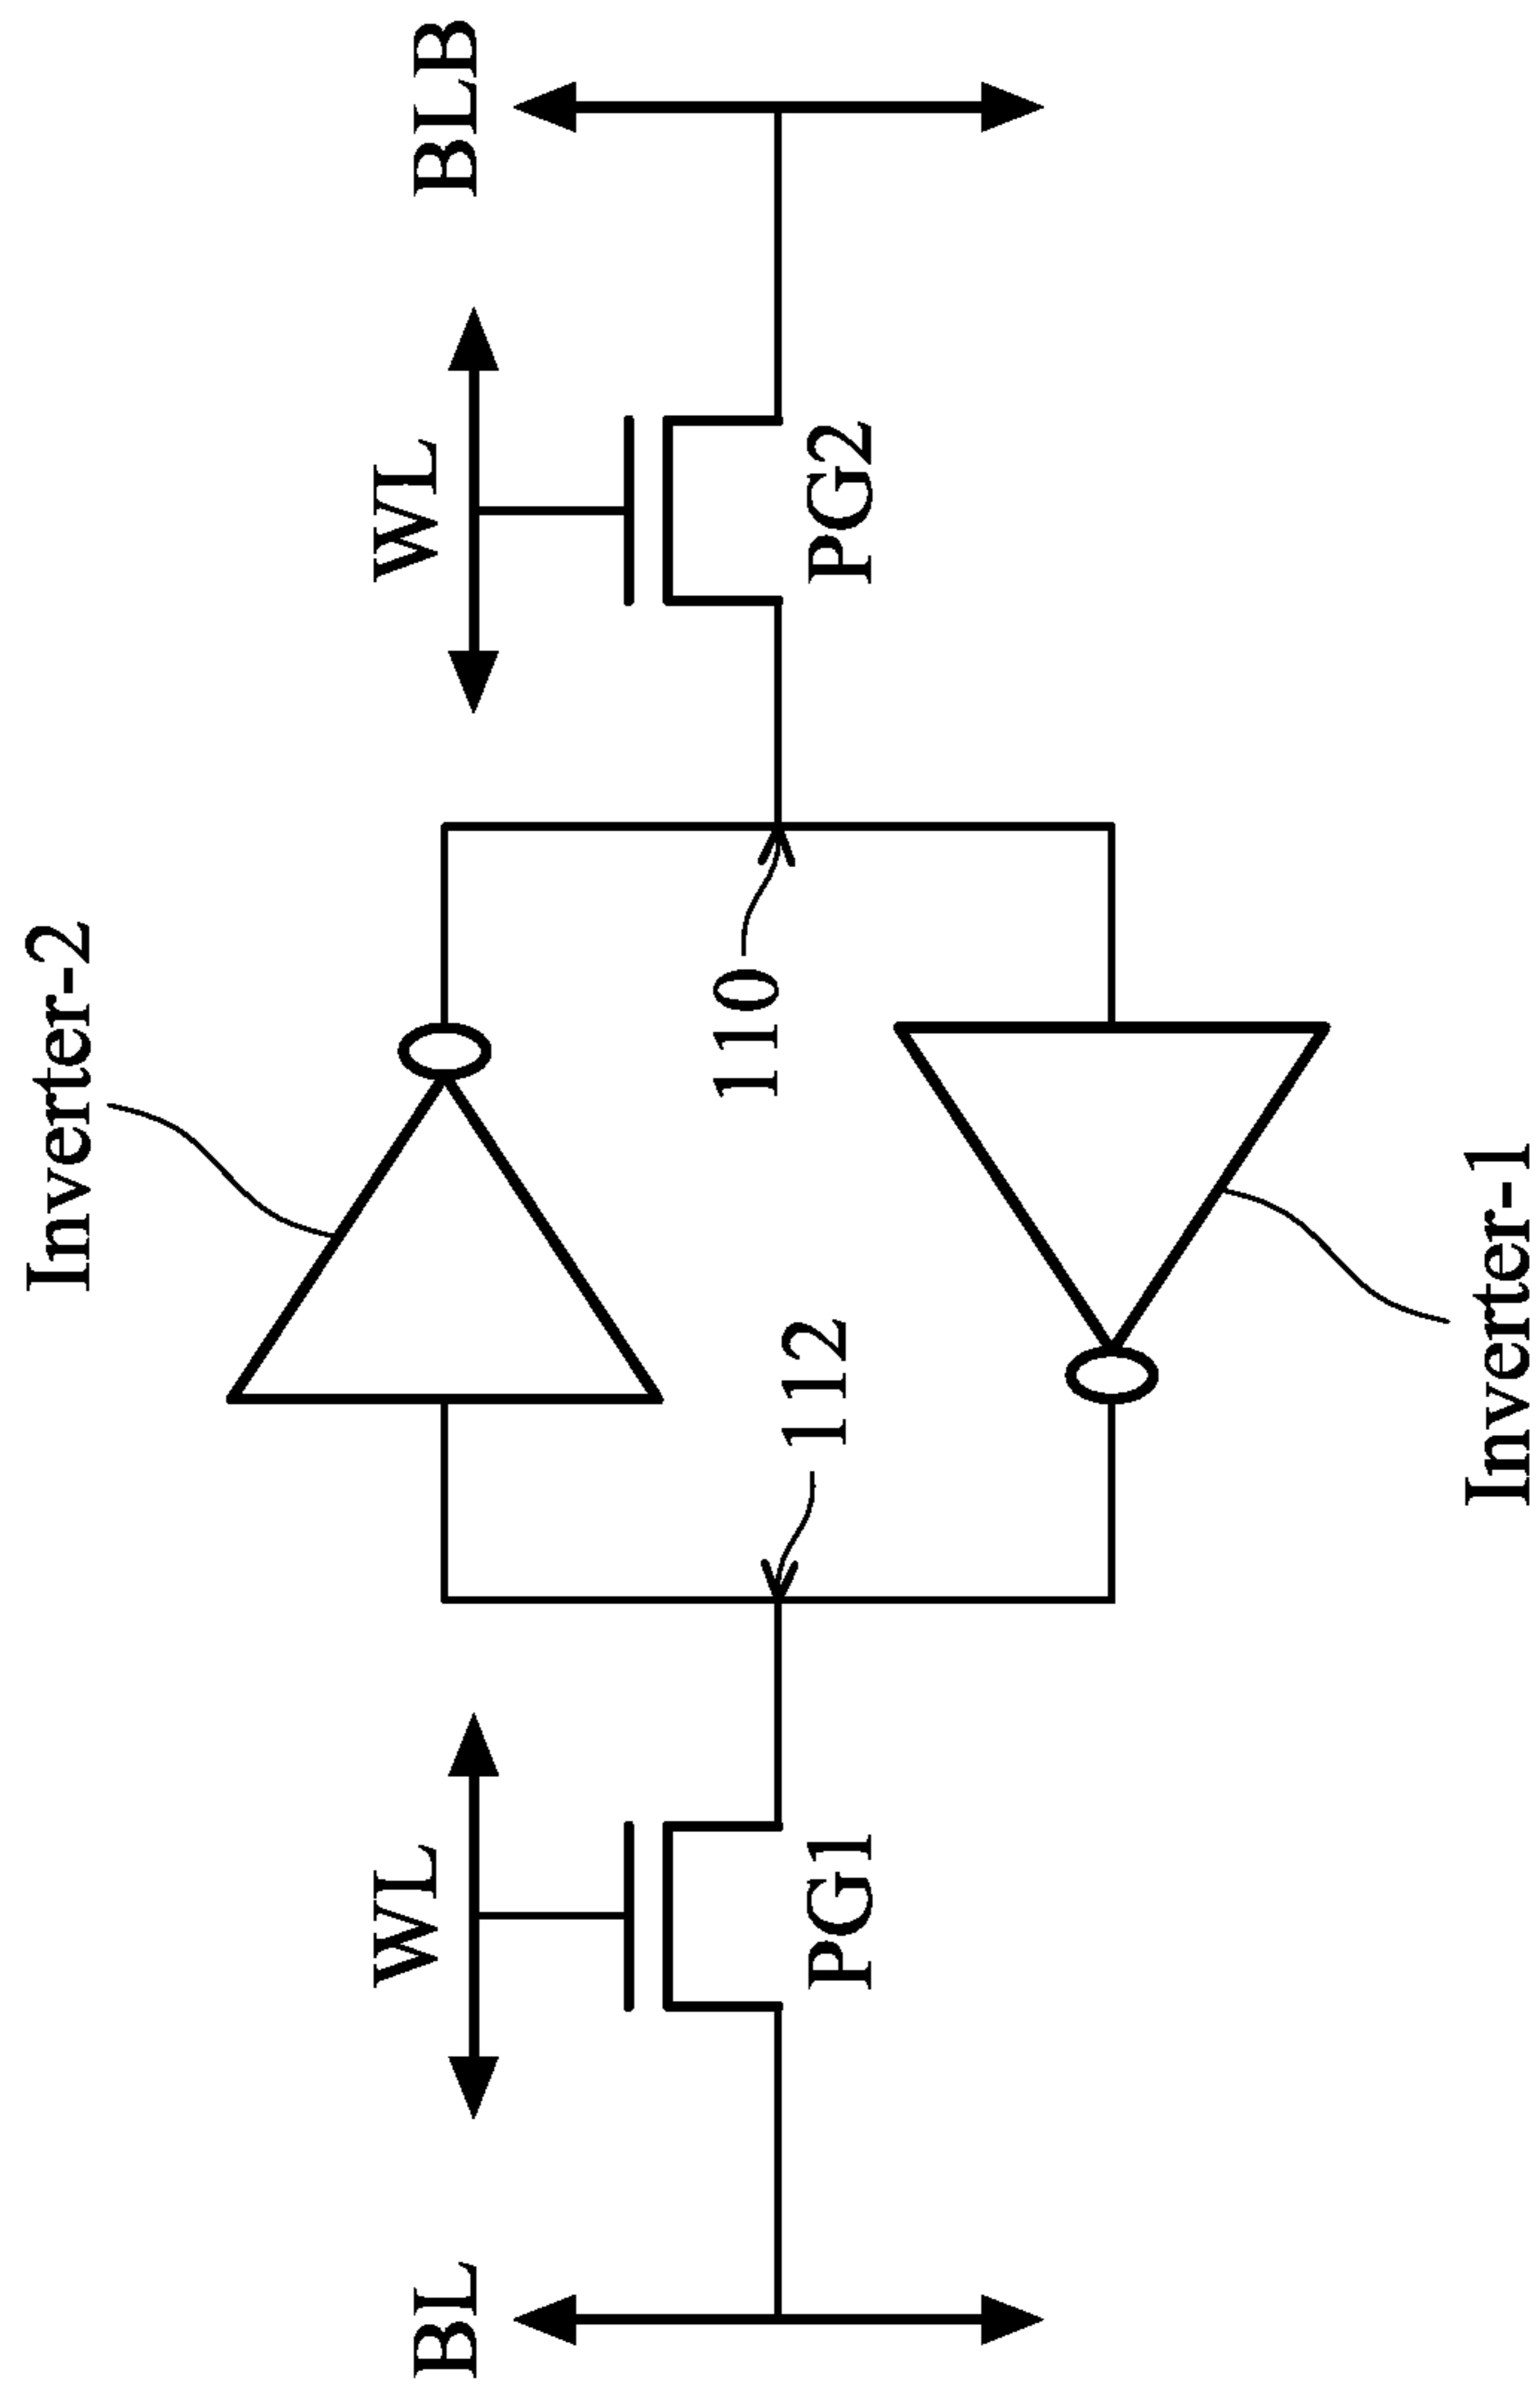 Inverter-2
BL
WL
WL
BLB
110
112
PG1
PG2
Inverter-1